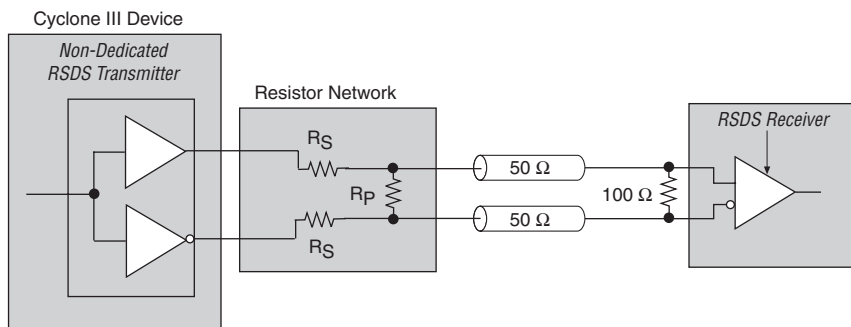 Cyclone III Device
Non-Dedicated
RSDS Transmitter
Resistor Network
RS
RP
RS
50 Ω
50 Ω
100 Ω
RSDS Receiver